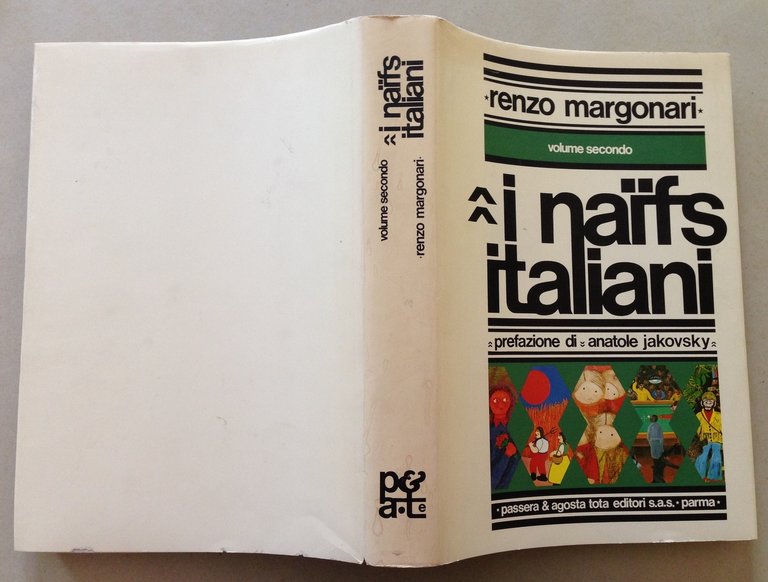 volume secondo
^^i naïfs
italiani
·renzo margonari·
p&
a·t e
*renzo margonari*
volume secondo
^^i naïfs
italiani
prefazione di anatole jakovsky
·passera & agosta tota editori s.a.s.·parma·